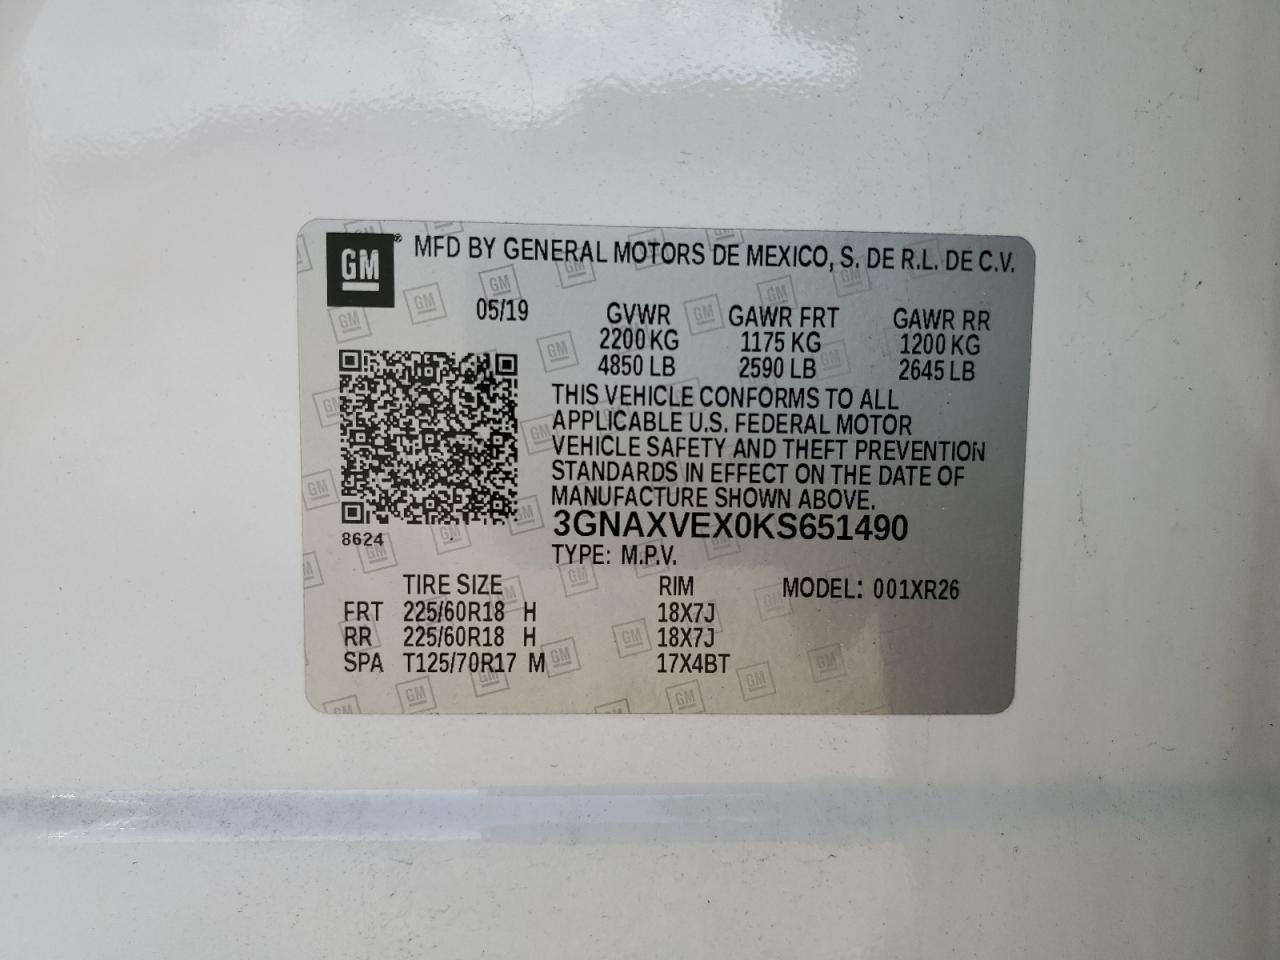 GM® MFD BY GENERAL MOTORS DE MEXICO, S. DE R.L. DE C.V.
05/19 GVWR GAWR FRT GAWR RR
2200 KG 1175 KG 1200 KG
4850 LB 2590 LB 2645 LB
THIS VEHICLE CONFORMS TO ALL
APPLICABLE U.S. FEDERAL MOTOR
VEHICLE SAFETY AND THEFT PREVENTION
STANDARDS IN EFFECT ON THE DATE OF
MANUFACTURE SHOWN ABOVE.
3GNAXVEX0KS651490
8624
TYPE: M.P.V.
TIRE SIZE RIM MODEL: 001XR26
FRT 225/60R18 H 18X7J
RR 225/60R18 H 18X7J
SPA T125/70R17 M 17X4BT